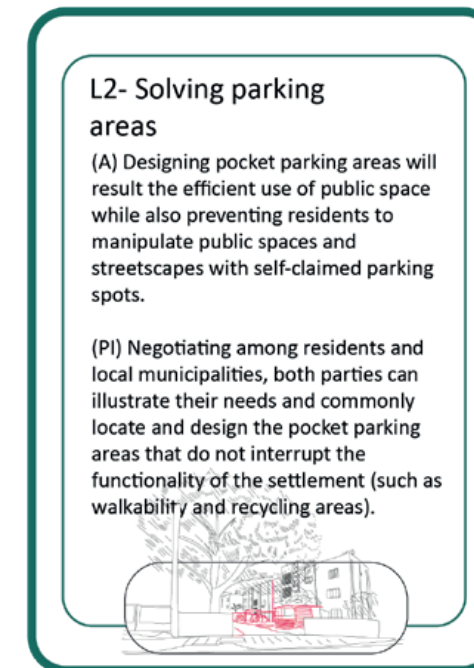 L2- Solving parking
areas
(A) Designing pocket parking areas will
result the efficient use of public space
while also preventing residents to
manipulate public spaces and
streetscapes with self-claimed parking
spots.
(PI) Negotiating among residents and
local municipalities, both parties can
illustrate their needs and commonly
locate and design the pocket parking
areas that do not interrupt the
functionality of the settlement (such as
walkability and recycling areas).